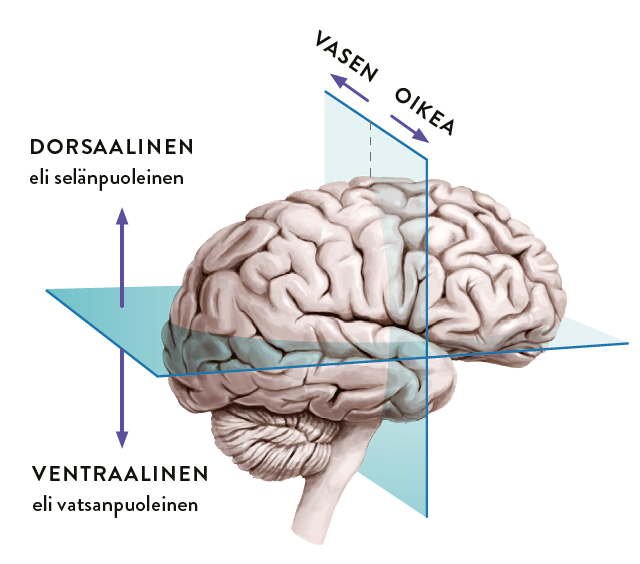 VASEN
OIKEA
DORSAALINEN
eli selänpuoleinen
VENTRAALINEN
eli vatsanpuoleinen